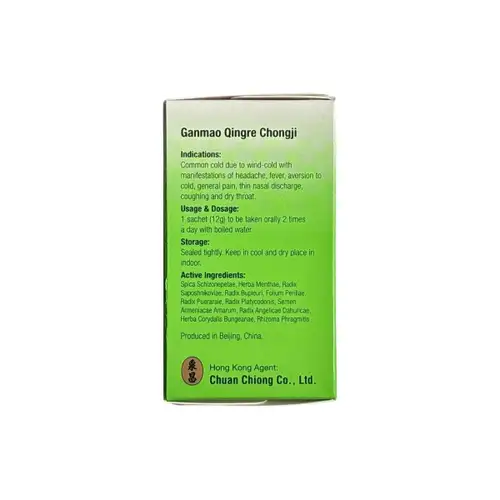 Ganmao Qingre Chongji
Indications:
Common cold due to wind-cold with
manifestations of headache, fever, aversion to
cold, general pain, thin nasal discharge,
coughing and dry throat.
Usage & Dosage:
1 sachet (12g) to be taken orally 2 times
a day with boiled water.
Storage:
Sealed tightly. Keep in cool and dry place in
indoor.
Active Ingredients:
Spica Schizonepetae, Herba Menthae, Radix
Saposhnikoviae, Radix Bupleuri, Folium Perillae,
Radix Puerariae, Radix Platycodonis, Semen
Armeniacae Amarum, Radix Angelicae Dahuricae,
Herba Corydalis Bungeanae, Rhizoma Phragmitis.
Produced in Beijing, China.
泉昌
Hong Kong Agent:
Chuan Chiong Co., Ltd.